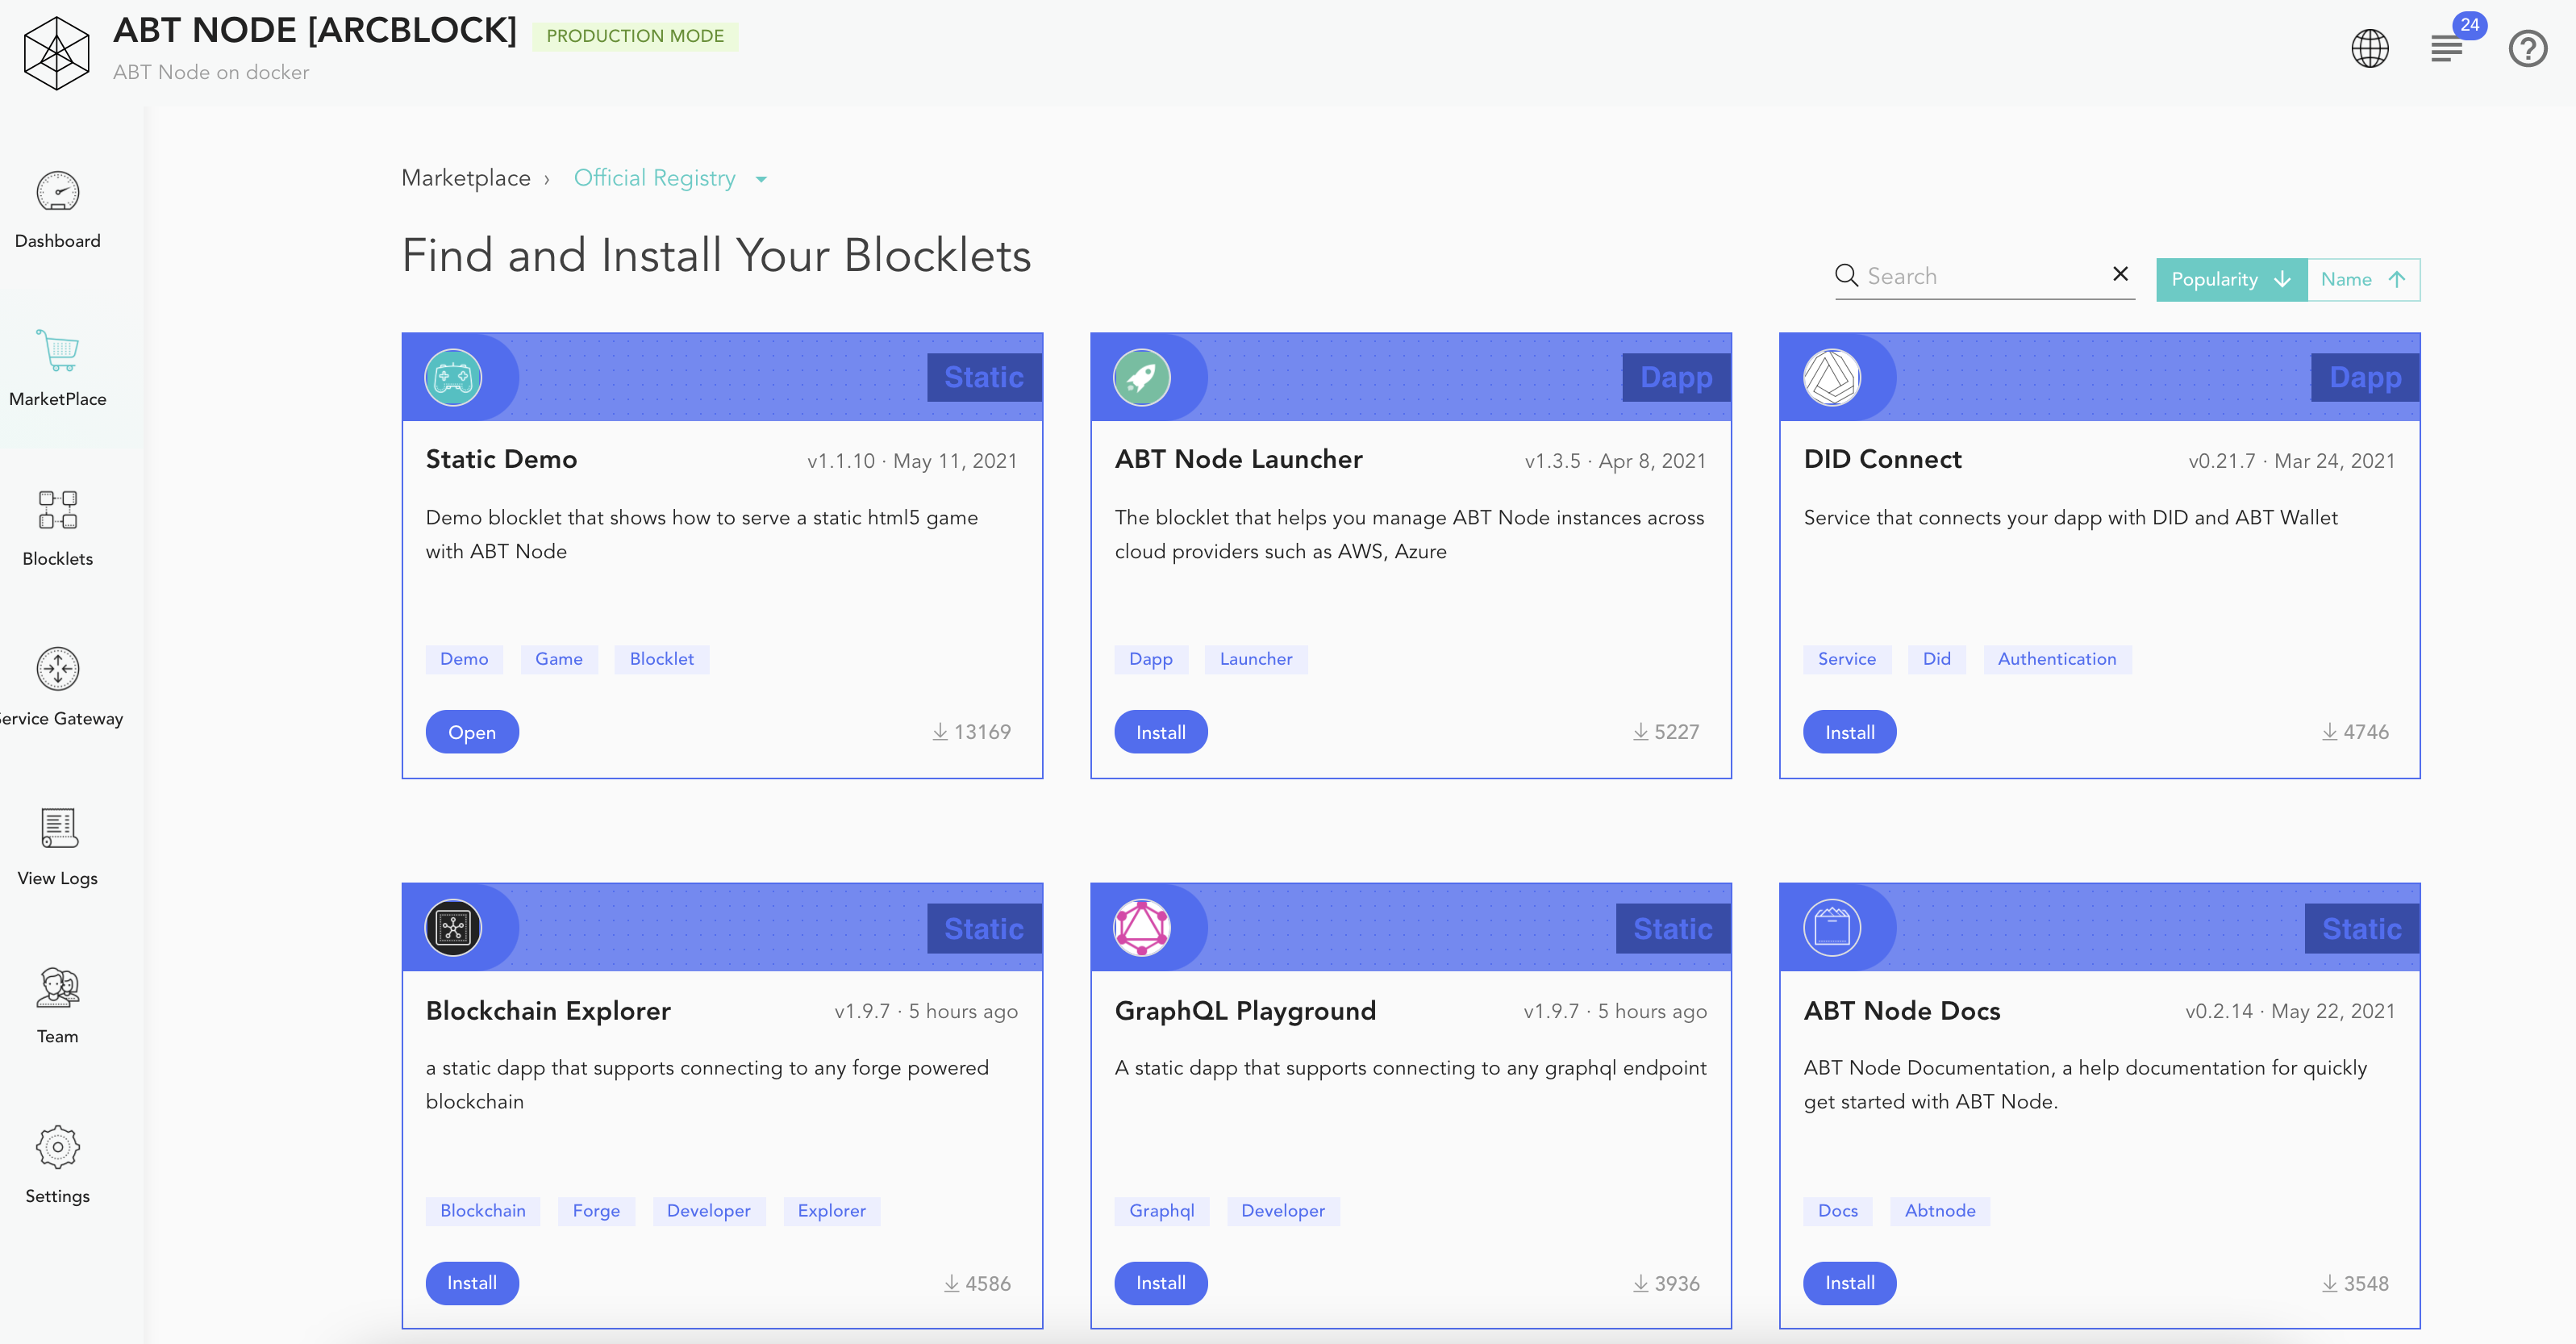 ABT NODE [ARCBLOCK]
PRODUCTION MODE
24
ABT Node on docker
Dashboard
MarketPlace
Blocklets
Service Gateway
View Logs
Team
Settings
Marketplace › Official Registry
Find and Install Your Blocklets
Search
Popularity
Name
Static
Static Demo
v1.1.10 · May 11, 2021
Demo blocklet that shows how to serve a static html5 game
with ABT Node
Demo Game Blocklet
Open
13169
Dapp
ABT Node Launcher
v1.3.5 · Apr 8, 2021
The blocklet that helps you manage ABT Node instances across
cloud providers such as AWS, Azure
Dapp Launcher
Install
5227
Dapp
DID Connect
v0.21.7 · Mar 24, 2021
Service that connects your dapp with DID and ABT Wallet
Service Did Authentication
Install
4746
Static
Blockchain Explorer
v1.9.7 · 5 hours ago
a static dapp that supports connecting to any forge powered
blockchain
Blockchain Forge Developer Explorer
Install
4586
Static
GraphQL Playground
v1.9.7 · 5 hours ago
A static dapp that supports connecting to any graphql endpoint
Graphql Developer
Install
3936
Static
ABT Node Docs
v0.2.14 · May 22, 2021
ABT Node Documentation, a help documentation for quickly
get started with ABT Node.
Docs Abtnode
Install
3548